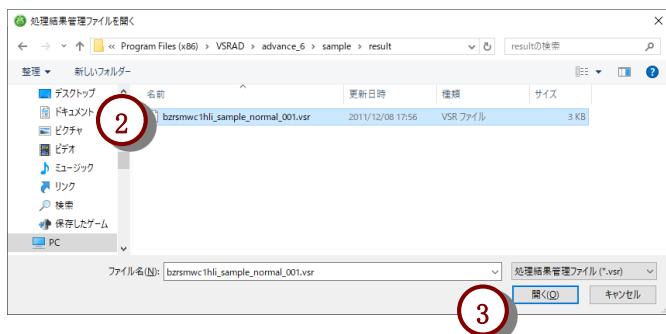 処理結果管理ファイルを開く
« Program Files (x86) › VSRAD › advance_6 › sample › result
resultの検索
整理 新しいフォルダー
名前 更新日時 種類 サイズ
デスクトップ
bzrsmwc1hli_sample_normal_001.vsr 2011/12/08 17:56 VSR ファイル 3 KB
ドキュメント
ピクチャ
ビデオ
ミュージック
リンク
検索
保存したゲーム
PC
2
ファイル名(N): bzrsmwc1hli_sample_normal_001.vsr 処理結果管理ファイル (*.vsr)
開く(O) キャンセル
3